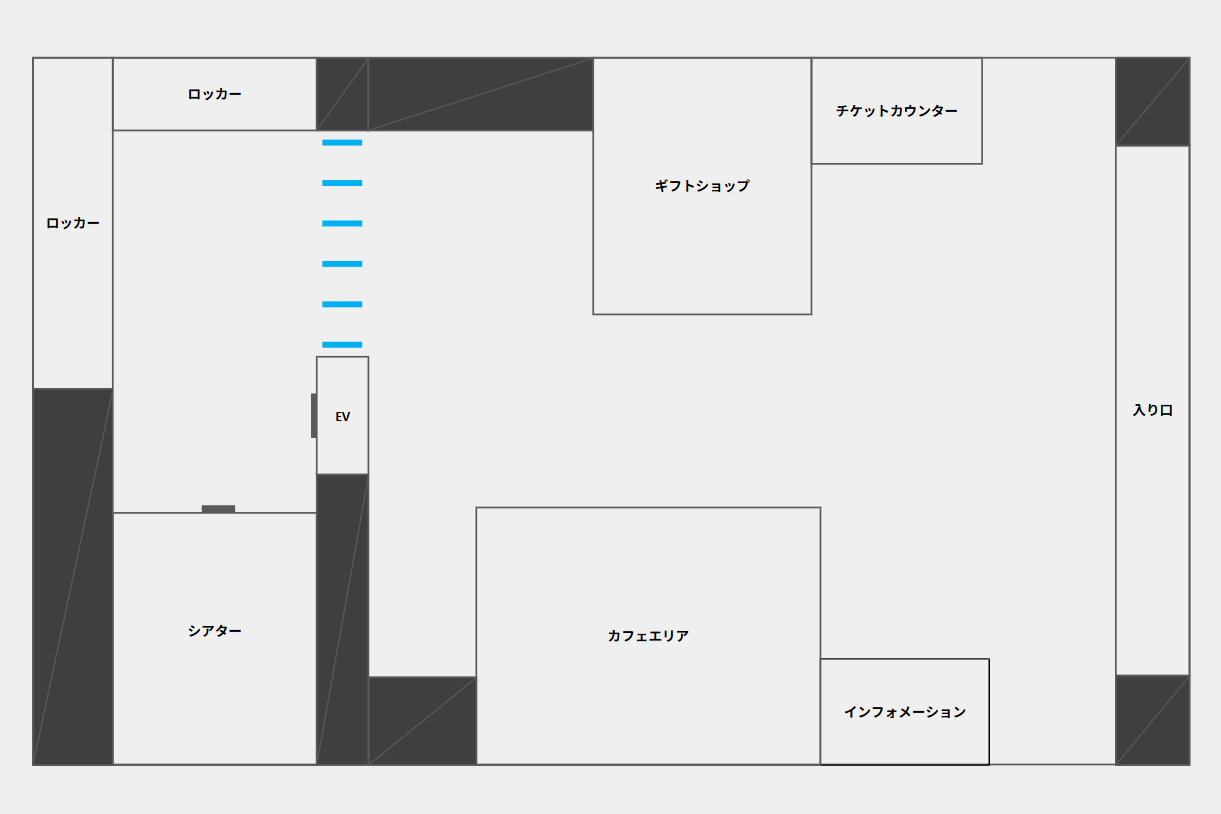 ロッカー
チケットカウンター
ギフトショップ
ロッカー
入り口
EV
シアター
カフェエリア
インフォメーション